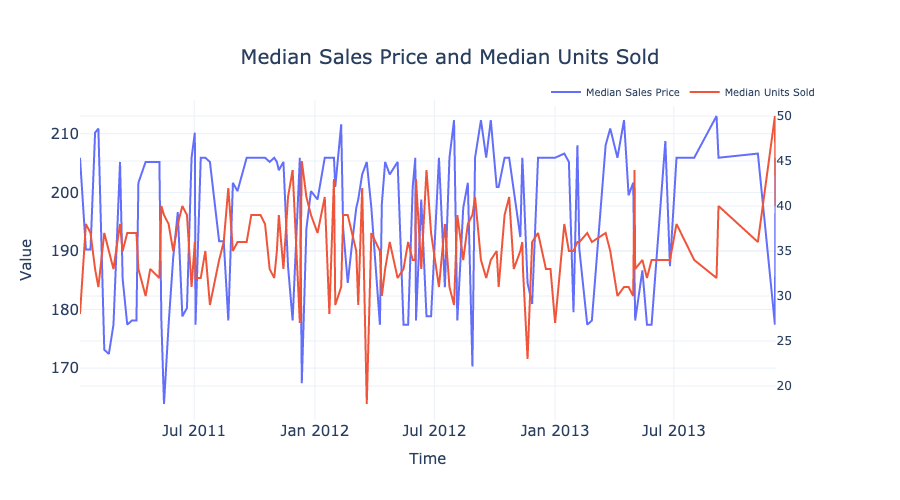 Median Sales Price and Median Units Sold
Median Sales Price
Median Units Sold
Value
210
200
190
180
170
50
45
40
35
30
25
20
Jul 2011
Jan 2012
Jul 2012
Jan 2013
Jul 2013
Time